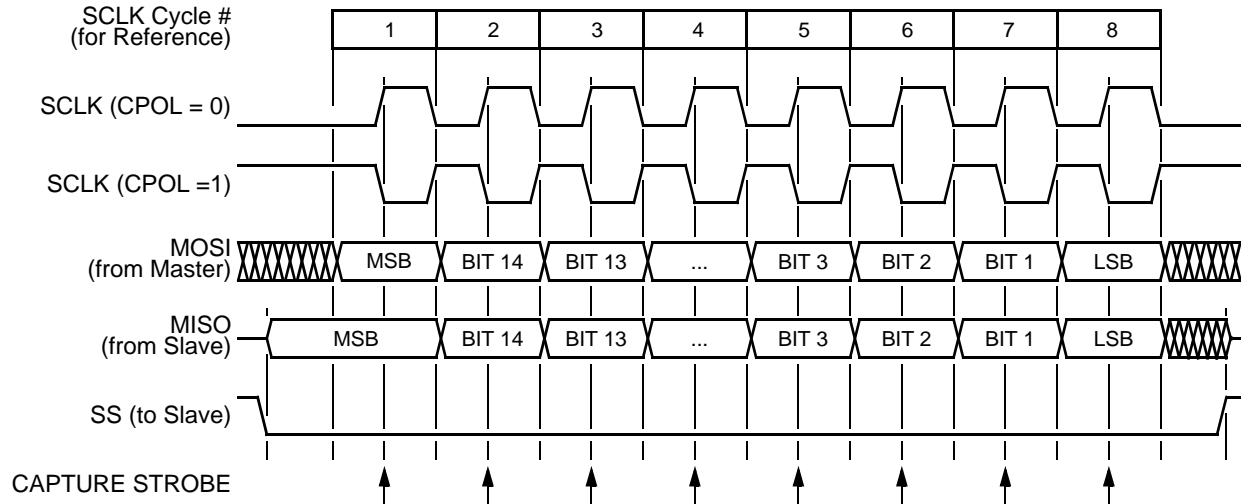 SCLK Cycle #
(for Reference)
1 2 3 4 5 6 7 8
SCLK (CPOL = 0)
SCLK (CPOL =1)
MOSI
(from Master)
MSB BIT 14 BIT 13 ... BIT 3 BIT 2 BIT 1 LSB
MISO
(from Slave)
MSB BIT 14 BIT 13 ... BIT 3 BIT 2 BIT 1 LSB
SS (to Slave)
CAPTURE STROBE